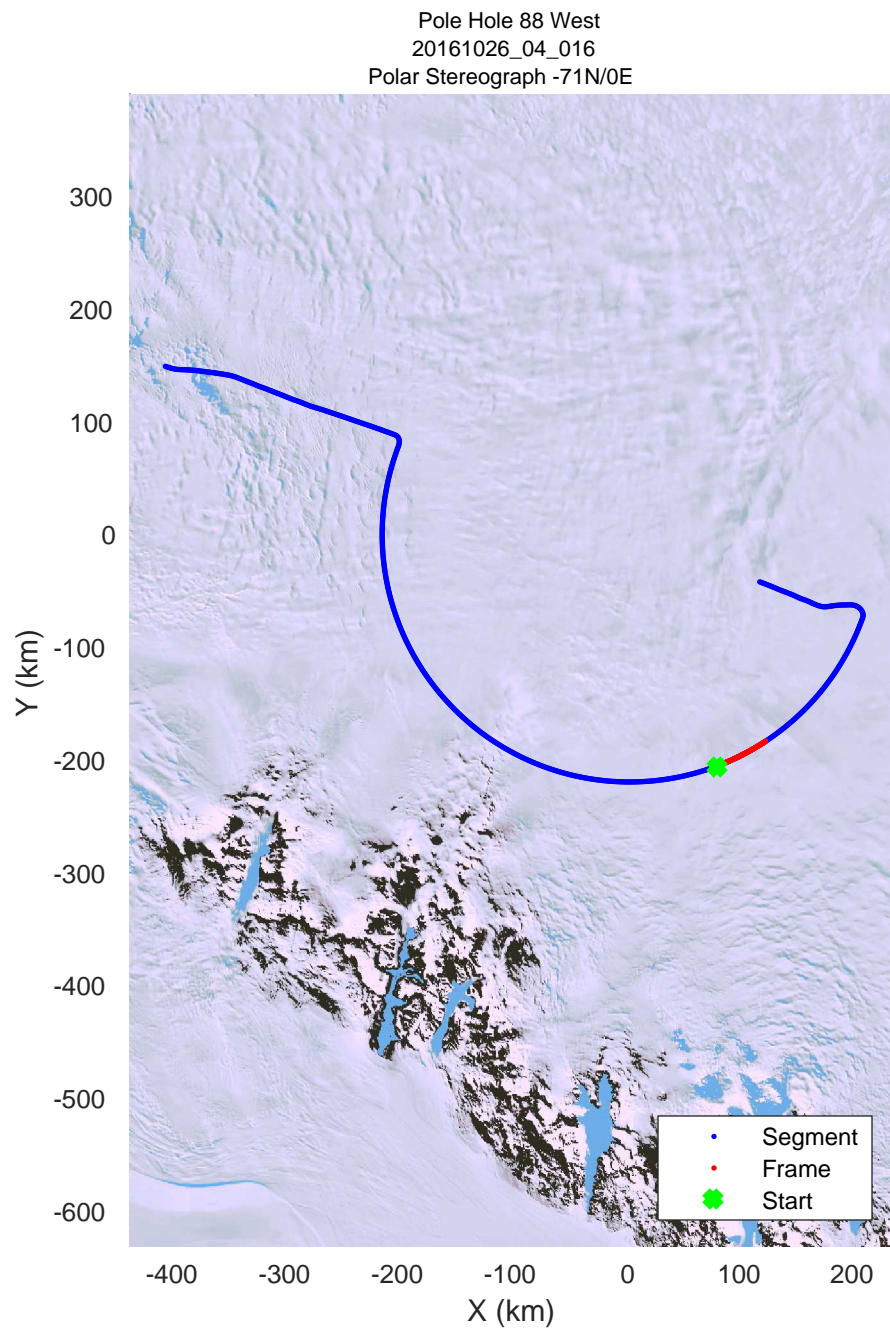 Pole Hole 88 West
20161026_04_016
Polar Stereograph -71N/0E
300
200
100
0
-100
-200
-300
-400
-500
-600
Y (km)
-400 -300 -200 -100 0 100 200
X (km)
Segment
Frame
Start